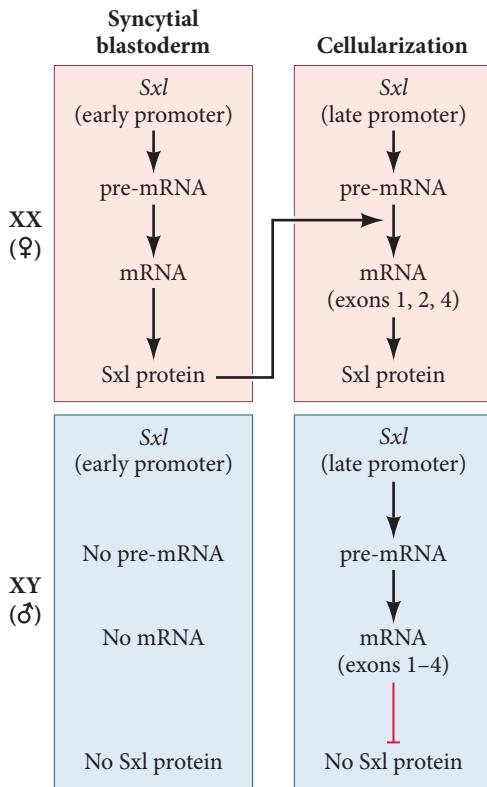 Syncytial
blastoderm
Cellularization
XX
(♀)
Sxl
(early promoter)
pre-mRNA
mRNA
Sxl protein
Sxl
(late promoter)
pre-mRNA
mRNA
(exons 1, 2, 4)
Sxl protein
XY
(♂)
Sxl
(early promoter)
No pre-mRNA
No mRNA
No Sxl protein
Sxl
(late promoter)
pre-mRNA
mRNA
(exons 1–4)
No Sxl protein